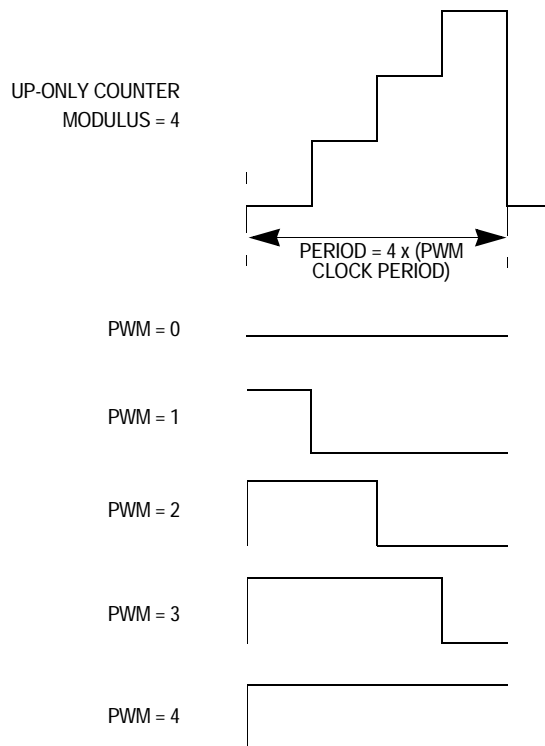 UP-ONLY COUNTER
MODULUS = 4
PERIOD = 4 x (PWM
CLOCK PERIOD)
PWM = 0
PWM = 1
PWM = 2
PWM = 3
PWM = 4